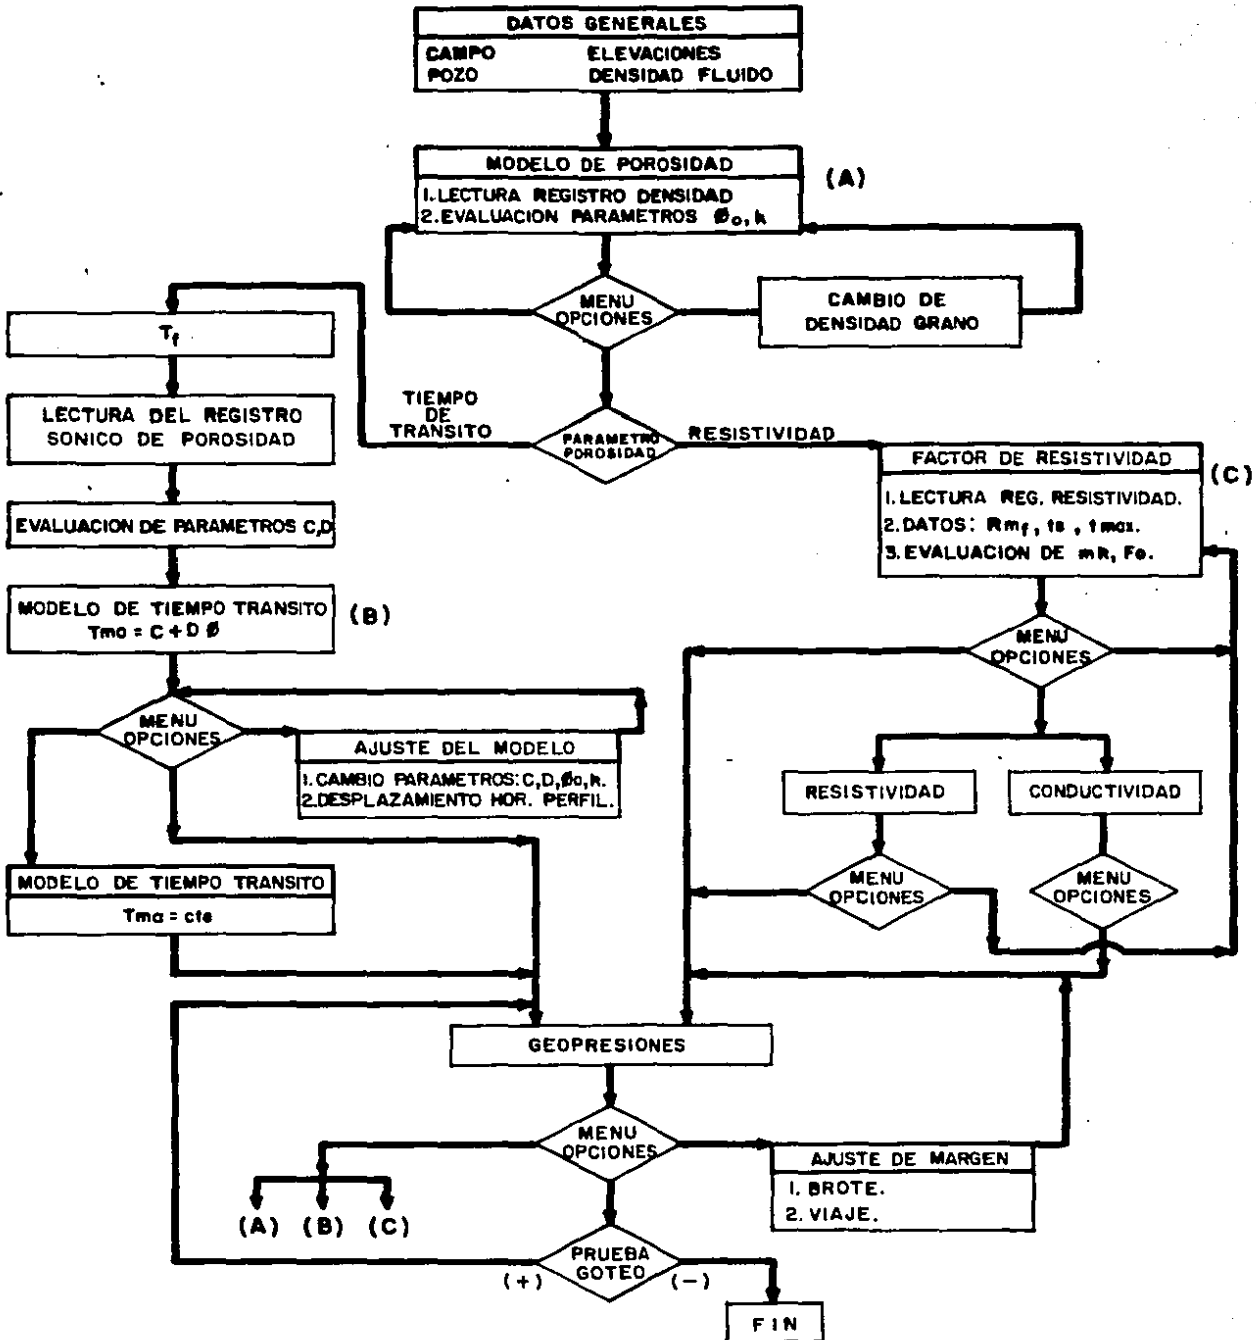 DATOS GENERALES
CAMPO ELEVACIONES
POZO DENSIDAD FLUIDO
MODELO DE POROSIDAD
(A)
1. LECTURA REGISTRO DENSIDAD
2. EVALUACION PARAMETROS Øo, k
MENU
OPCIONES
CAMBIO DE
DENSIDAD GRANO
Tf
LECTURA DEL REGISTRO
SONICO DE POROSIDAD
TIEMPO
DE
TRANSITO
PARAMETRO
POROSIDAD
RESISTIVIDAD
FACTOR DE RESISTIVIDAD
(C)
1. LECTURA REG. RESISTIVIDAD.
2. DATOS: Rmf, ts, tmax.
3. EVALUACION DE mR, Fo.
EVALUACION DE PARAMETROS C,D
MODELO DE TIEMPO TRANSITO
Tma = C + D Ø
(B)
MENU
OPCIONES
MENU
OPCIONES
AJUSTE DEL MODELO
1. CAMBIO PARAMETROS: C,D,Øo,k.
2. DESPLAZAMIENTO HOR. PERFIL.
RESISTIVIDAD
CONDUCTIVIDAD
MODELO DE TIEMPO TRANSITO
Tma = cte
MENU
OPCIONES
MENU
OPCIONES
GEOPRESIONES
MENU
OPCIONES
AJUSTE DE MARGEN
1. BROTE.
2. VIAJE.
(A) (B) (C)
PRUEBA
GOTEO
(+)
(-)
FIN